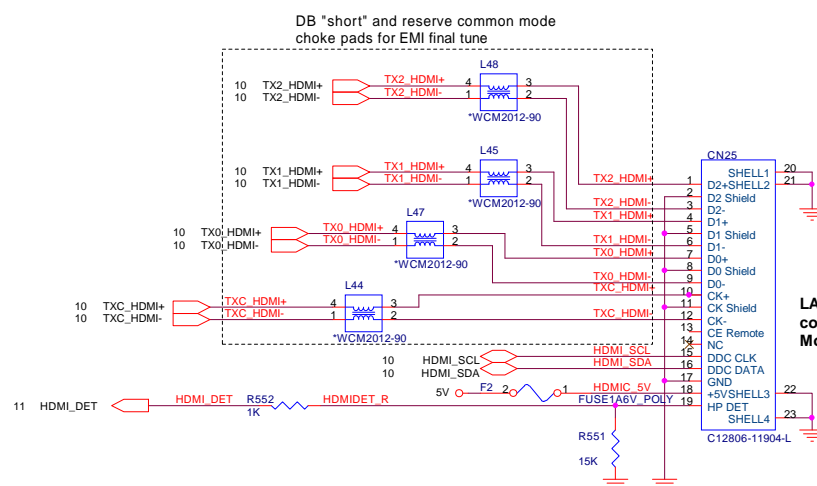 DB "short" and reserve common mode
choke pads for EMI final tune
L48
10 TX2_HDMI+ TX2_HDMI+ 4 3
10 TX2_HDMI- TX2_HDMI- 1 2
*WCM2012-90
L45
10 TX1_HDMI+ TX1_HDMI+ 4 3
10 TX1_HDMI- TX1_HDMI- 1 2
*WCM2012-90
L47
10 TX0_HDMI+ TX0_HDMI+ 4 3
10 TX0_HDMI- TX0_HDMI- 1 2
*WCM2012-90
L44
10 TXC_HDMI+ TXC_HDMI+ 4 3
10 TXC_HDMI- TXC_HDMI- 1 2
*WCM2012-90
CN25
SHELL1 20
TX2_HDMI+ 1 D2+ SHELL2 21
2 D2 Shield
TX2_HDMI- 3 D2-
TX1_HDMI+ 4 D1+
5 D1 Shield
TX1_HDMI- 6 D1-
TX0_HDMI+ 7 D0+
8 D0 Shield
TX0_HDMI- 9 D0-
TXC_HDMI+ 10 CK+
11 CK Shield
TXC_HDMI- 12 CK-
13 CE Remote
14 NC
10 HDMI_SCL HDMI_SCL 15 DDC CLK
10 HDMI_SDA HDMI_SDA 16 DDC DATA
17 GND
5V F2 2 1 HDMIC_5V 18 +5V SHELL3 22
FUSE1A6V_POLY
11 HDMI_DET HDMI_DET R552 HDMIDET_R 19 HP DET
1K
SHELL4 23
C12806-11904-L
R551
15K
LA
co
Mo